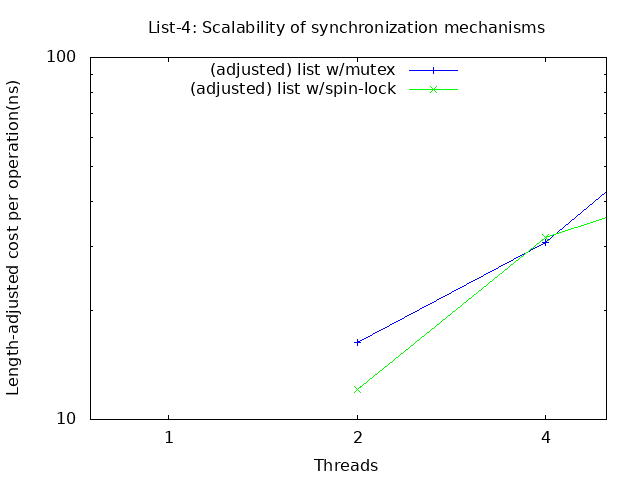 List-4: Scalability of synchronization mechanisms
100
(adjusted) list w/mutex
(adjusted) list w/spin-lock
Length-adjusted cost per operation(ns)
10
1 2 4
Threads